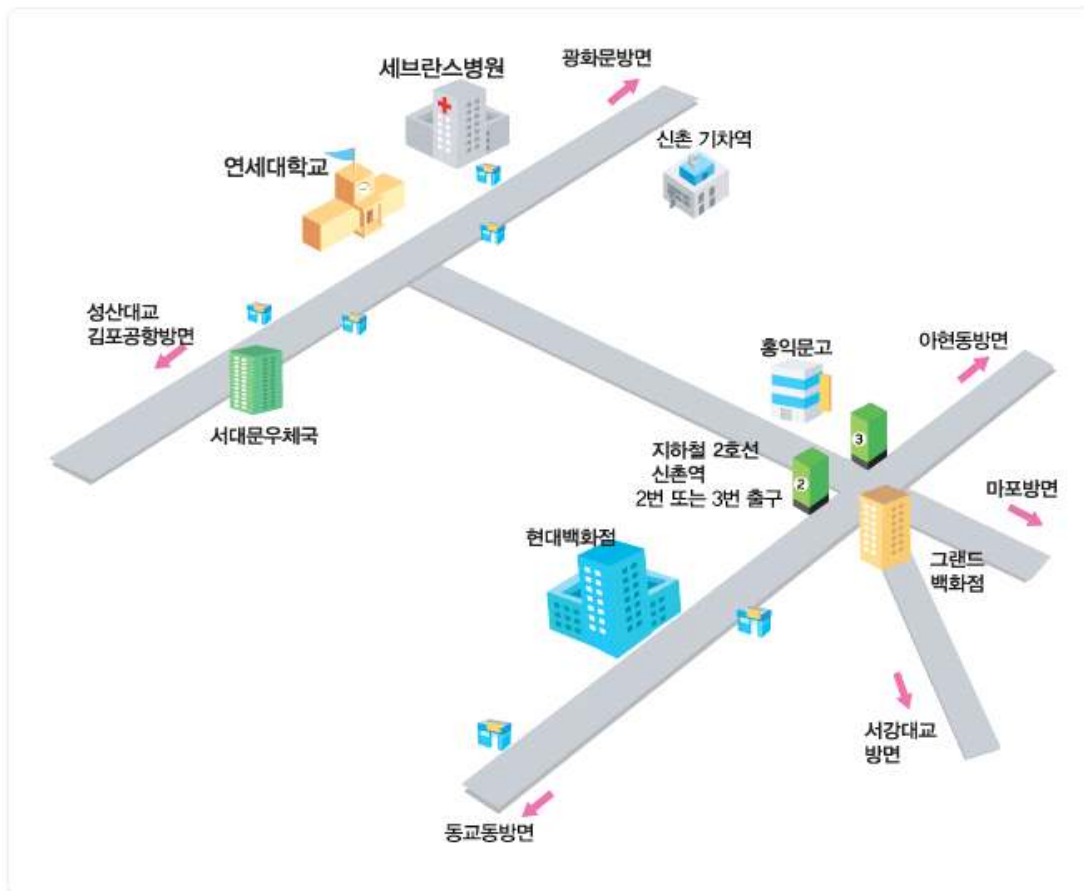 광화문방면
세브란스병원
신촌 기차역
연세대학교
성산대교
김포공항방면
아현동방면
홍익문고
서대문우체국
3
지하철 2호선
신촌역
2번 또는 3번 출구
2
마포방면
현대백화점
그랜드
백화점
서강대교
방면
동교동방면